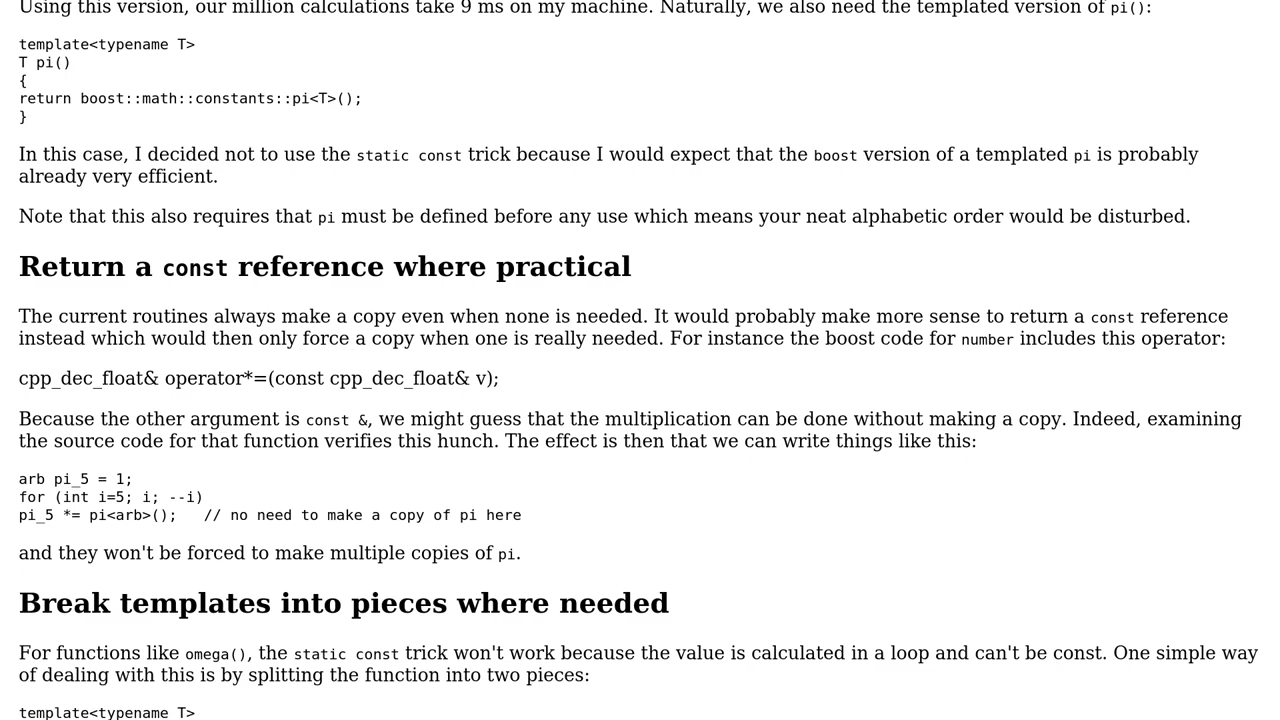 Using this version, our million calculations take 9 ms on my machine. Naturally, we also need the templated version of pi():
template<typename T>
T pi()
{
return boost::math::constants::pi<T>();
}
In this case, I decided not to use the static const trick because I would expect that the boost version of a templated pi is probably
already very efficient.
Note that this also requires that pi must be defined before any use which means your neat alphabetic order would be disturbed.
Return a const reference where practical
The current routines always make a copy even when none is needed. It would probably make more sense to return a const reference
instead which would then only force a copy when one is really needed. For instance the boost code for number includes this operator:
cpp_dec_float& operator*=(const cpp_dec_float& v);
Because the other argument is const &, we might guess that the multiplication can be done without making a copy. Indeed, examining
the source code for that function verifies this hunch. The effect is then that we can write things like this:
arb pi_5 = 1;
for (int i=5; i; --i)
pi_5 *= pi<arb>();   // no need to make a copy of pi here
and they won't be forced to make multiple copies of pi.
Break templates into pieces where needed
For functions like omega(), the static const trick won't work because the value is calculated in a loop and can't be const. One simple way
of dealing with this is by splitting the function into two pieces:
template<typename T>